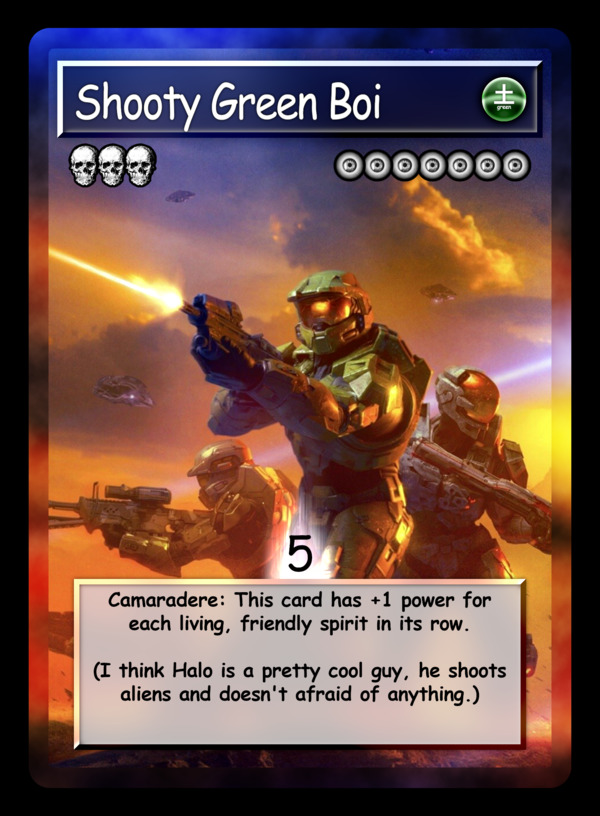 Shooty Green Boi
green
5
Camaradere: This card has +1 power for
each living, friendly spirit in its row.
(I think Halo is a pretty cool guy, he shoots
aliens and doesn't afraid of anything.)